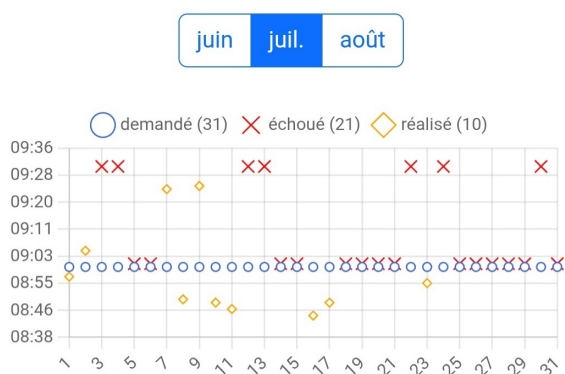 juin juil. août
demandé (31) échoué (21) réalisé (10)
09:36
09:28
09:20
09:11
09:03
08:55
08:46
08:38
1 3 5 7 9 11 13 15 17 19 21 23 25 27 29 31